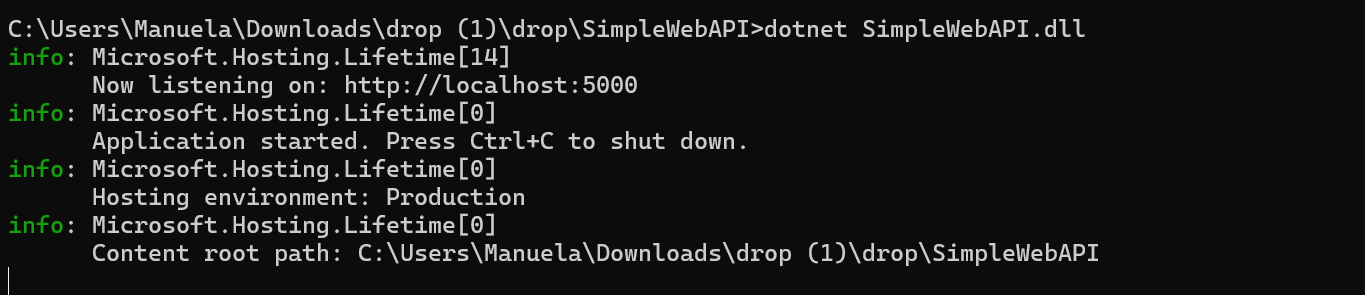 C:\Users\Manuela\Downloads\drop (1)\drop\SimpleWebAPI>dotnet SimpleWebAPI.dll
info: Microsoft.Hosting.Lifetime[14]
      Now listening on: http://localhost:5000
info: Microsoft.Hosting.Lifetime[0]
      Application started. Press Ctrl+C to shut down.
info: Microsoft.Hosting.Lifetime[0]
      Hosting environment: Production
info: Microsoft.Hosting.Lifetime[0]
      Content root path: C:\Users\Manuela\Downloads\drop (1)\drop\SimpleWebAPI